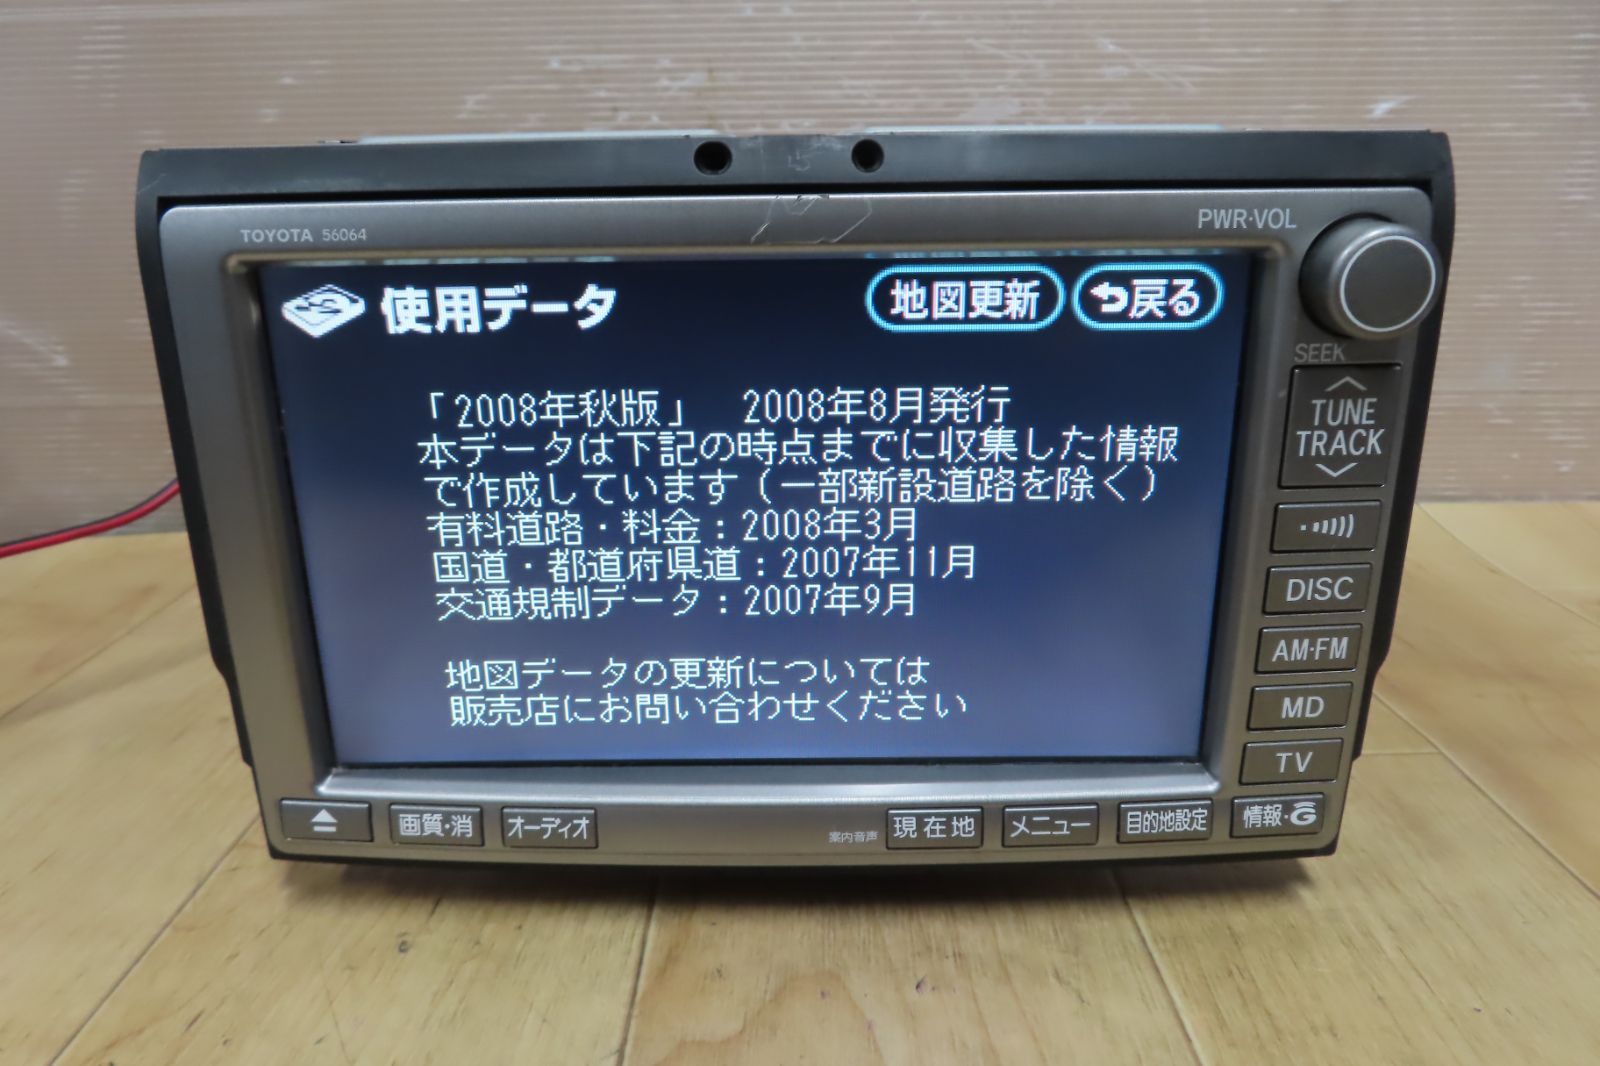 TOYOTA 56064
PWR・VOL
使用データ
地図更新
戻る
「2008年秋版」 2008年8月発行
本データは下記の時点までに収集した情報
で作成しています（一部新設道路を除く）
有料道路・料金：2008年3月
国道・都道府県道：2007年11月
交通規制データ：2007年9月
地図データの更新については
販売店にお問い合わせください
SEEK
TUNE
TRACK
DISC
AM・FM
MD
TV
画質・消
オーディオ
案内音声
現在地
メニュー
目的地設定
情報・G